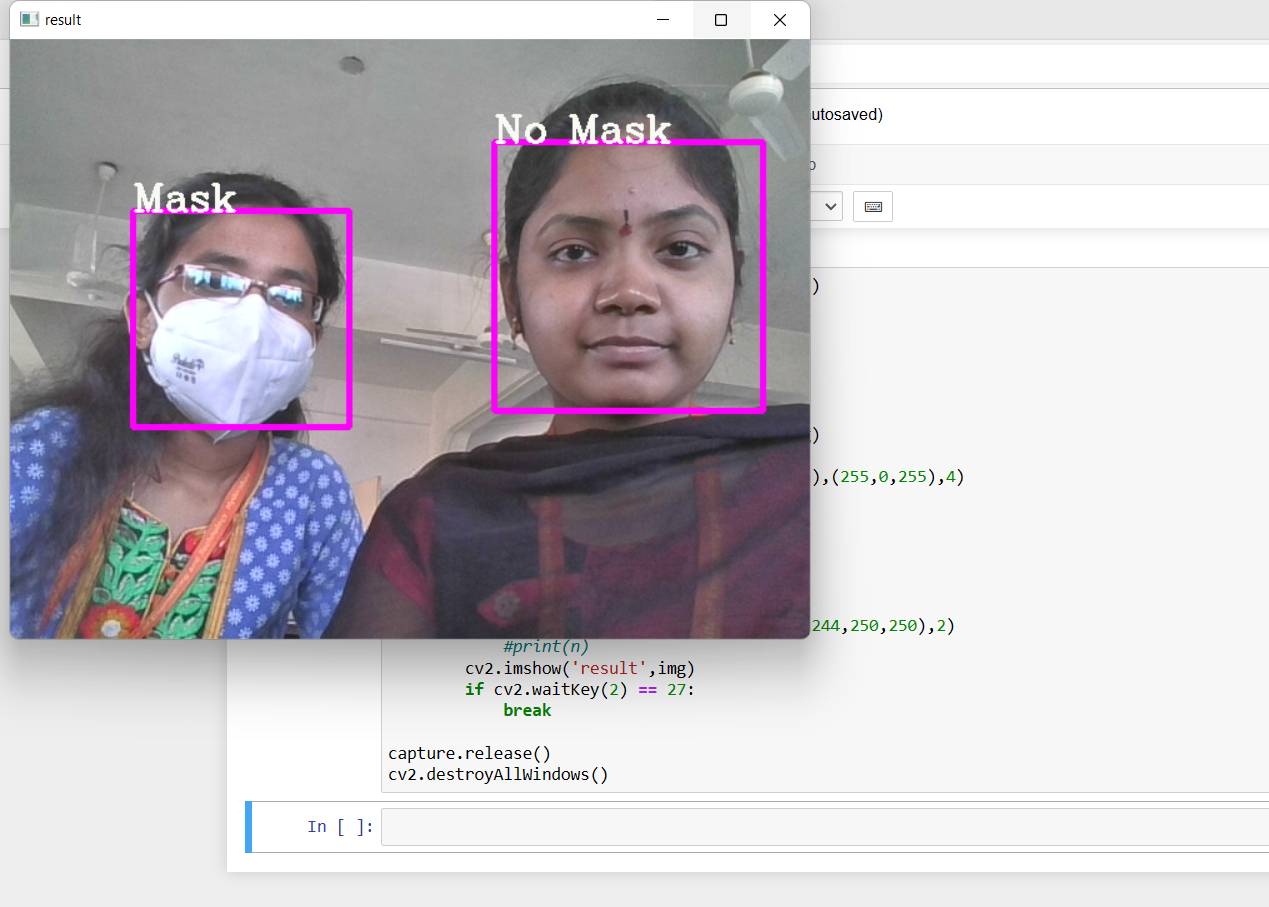 result
utosaved)
No Mask
Mask
)
)
),(255,0,255),4)
244,250,250),2)
#print(n)
cv2.imshow('result',img)
if cv2.waitKey(2) == 27:
break
capture.release()
cv2.destroyAllWindows()
In [ ]: